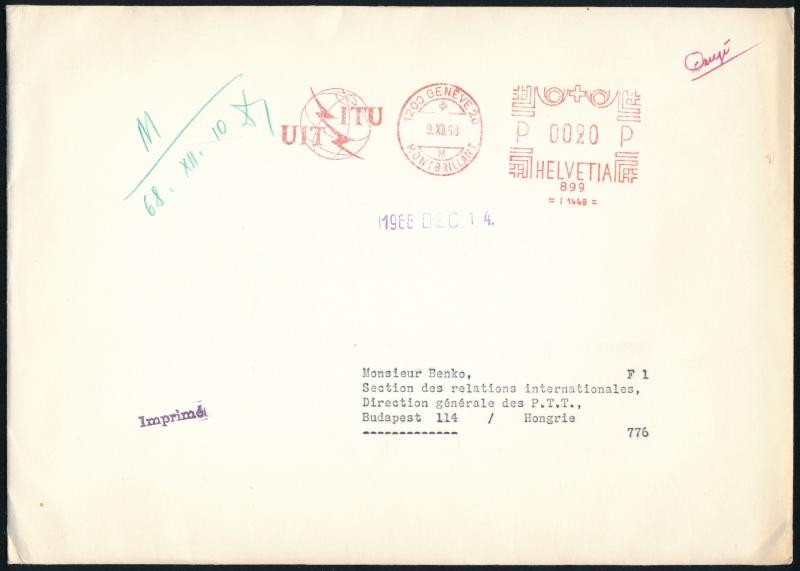 M
68. XII. 10
UIT ITU
1200 GENÈVE 20
9.XII.68
M
MONTBRILLANT
P 0020 P
HELVETIA
899
= I 1448 =
1968 DEC 14.
Monsieur Benko, F 1
Section des relations internationales,
Direction générale des P.T.T.,
Budapest 114 / Hongrie
-------------
776
Imprimé